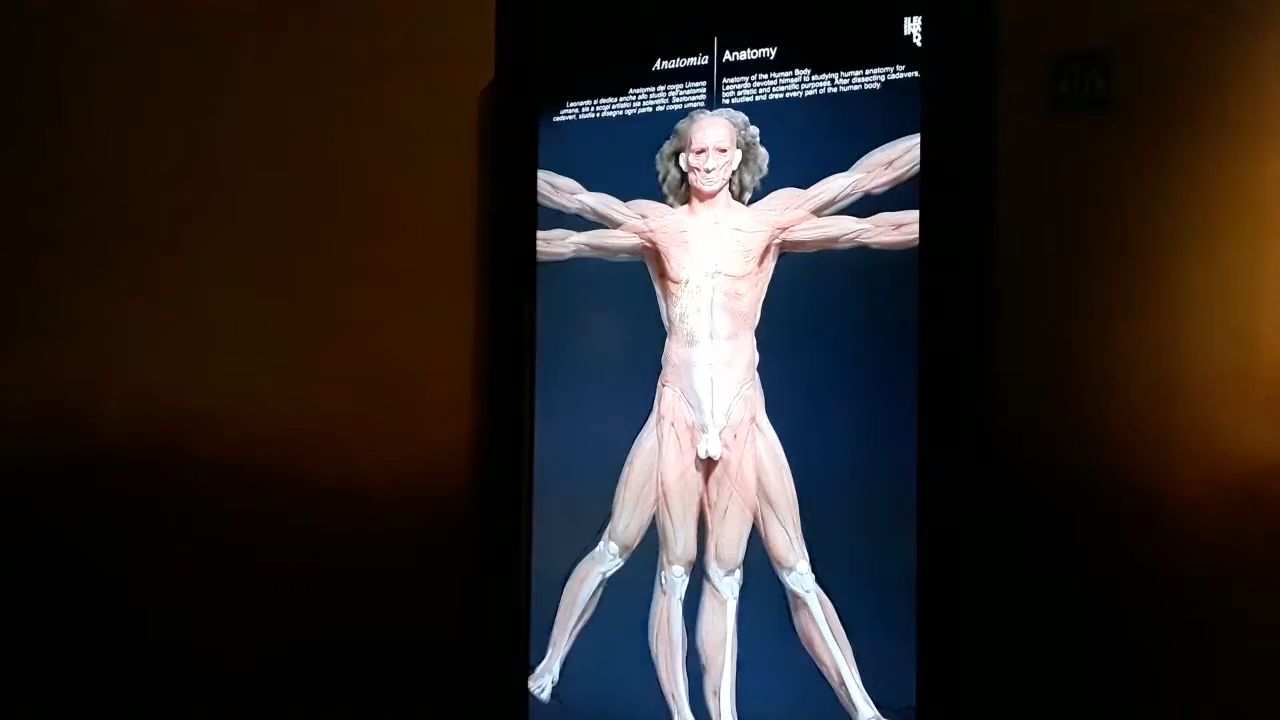 Anatomia
Anatomia del corpo Umano
Leonardo si dedica anche allo studio dell'anatomia
umana, sia a scopi artistici sia scientifici. Sezionando
cadaveri, studia e disegna ogni parte del corpo umano.
Anatomy
Anatomy of the Human Body
Leonardo devoted himself to studying human anatomy for
both artistic and scientific purposes. After dissecting cadavers,
he studied and drew every part of the human body.